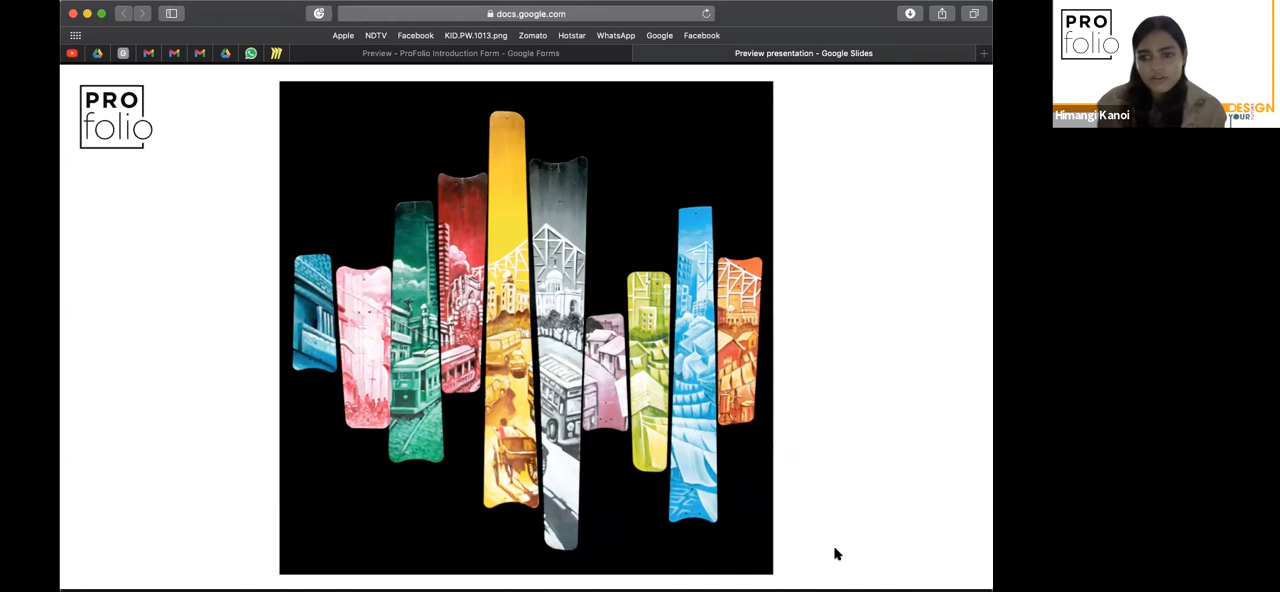 docs.google.com
Apple NDTV Facebook KID.PW.1013.png Zomato Hotstar WhatsApp Google Facebook
Preview - ProFolio Introduction Form - Google Forms
Preview presentation - Google Slides
PRO
folio
PRO
folio
Himangi Kanoi
DESIGN
YOUR